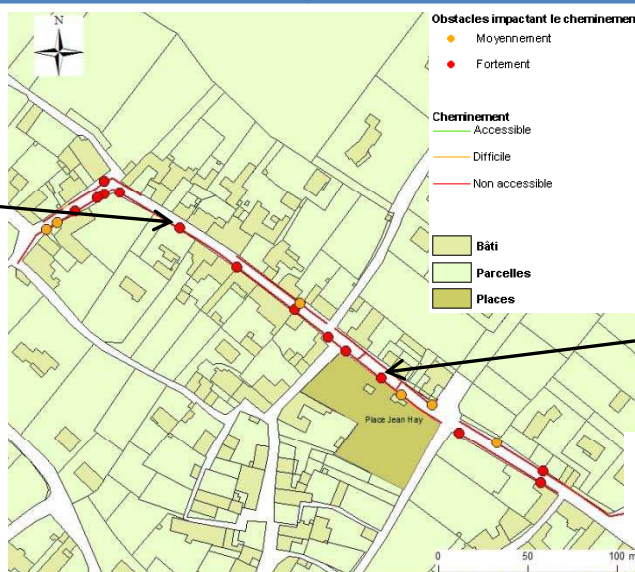 N
Obstacles impactant le cheminemen
Moyennement
Fortement
Cheminement
Accessible
Difficile
Non accessible
Bâti
Parcelles
Places
Place Jean Hay
0 50 100 m